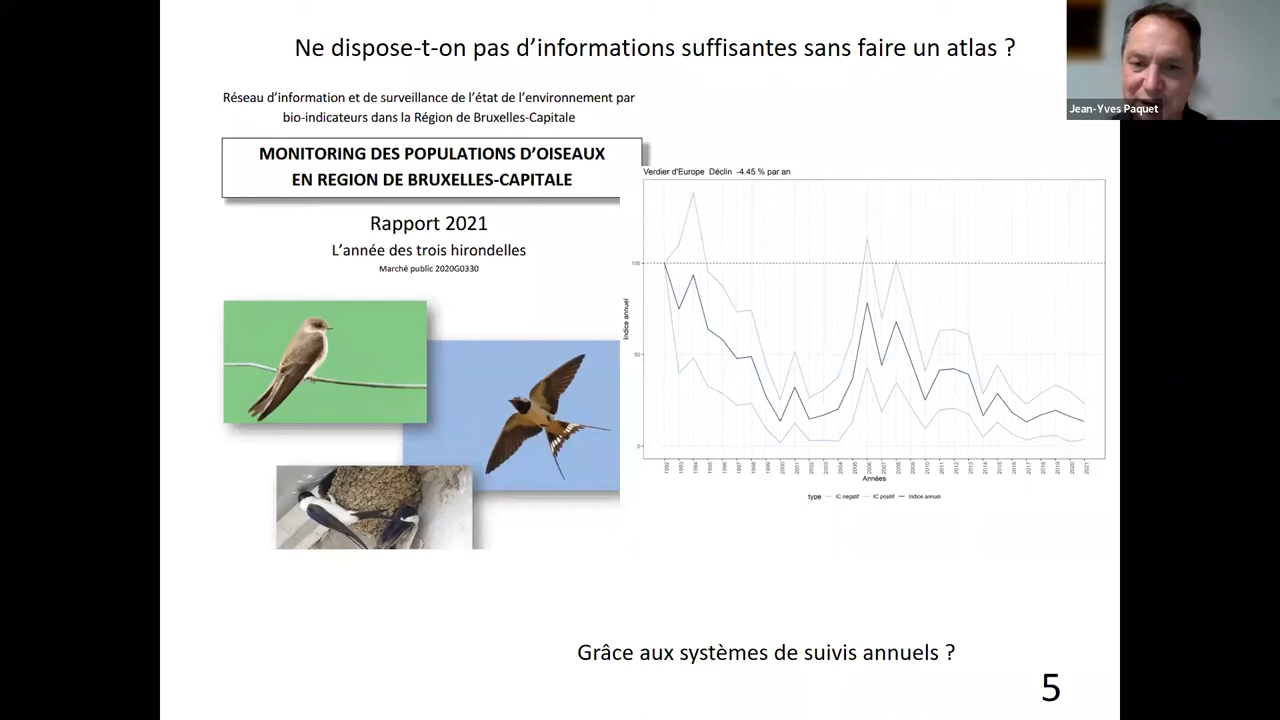 Ne dispose-t-on pas d'informations suffisantes sans faire un atlas ?
Jean-Yves Paquet
Réseau d'information et de surveillance de l'état de l'environnement par
bio-indicateurs dans la Région de Bruxelles-Capitale
MONITORING DES POPULATIONS D'OISEAUX
EN REGION DE BRUXELLES-CAPITALE
Rapport 2021
L'année des trois hirondelles
Marché public 2020G0330
Verdier d'Europe Déclin -4.45 % par an
100
50
0
Indice annuel
1992 1993 1994 1995 1996 1997 1998 1999 2000 2001 2002 2003 2004 2005 2006 2007 2008 2009 2010 2011 2012 2013 2014 2015 2016 2017 2018 2019 2020 2021
Années
type IC negatif IC positif Indice annuel
Grâce aux systèmes de suivis annuels ?
5